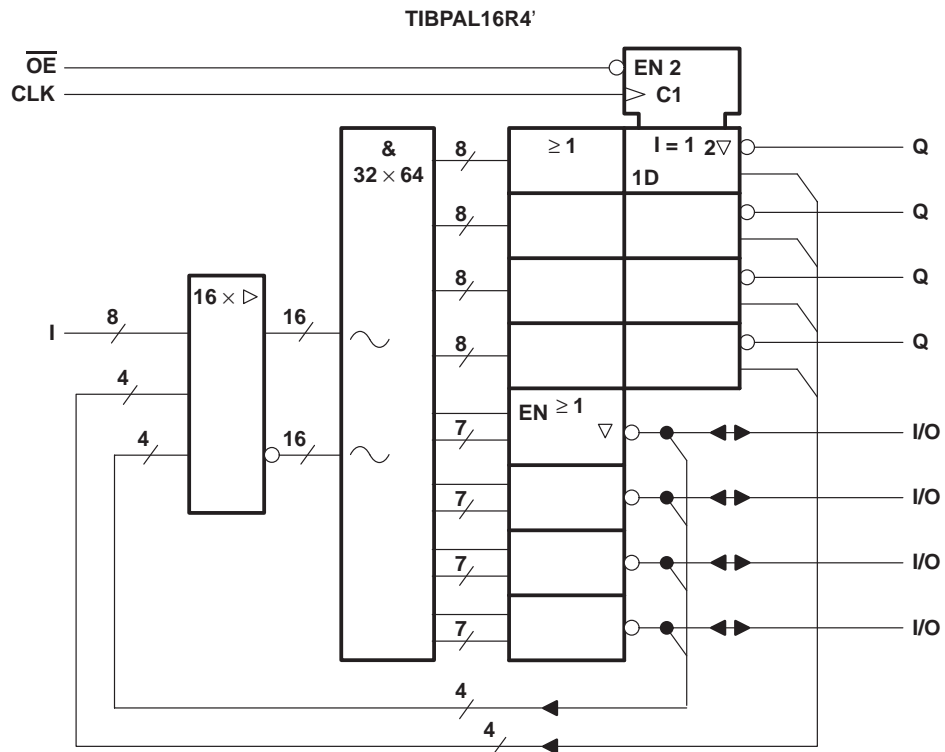 TIBPAL16R4’
OE
EN 2
CLK
C1
&
32 × 64
8
≥ 1
I = 1
2▽
Q
1D
8
Q
8
Q
16 × ▷
I
8
16
8
Q
4
EN ≥ 1
▽
7
I/O
4
16
7
I/O
7
I/O
7
I/O
4
4